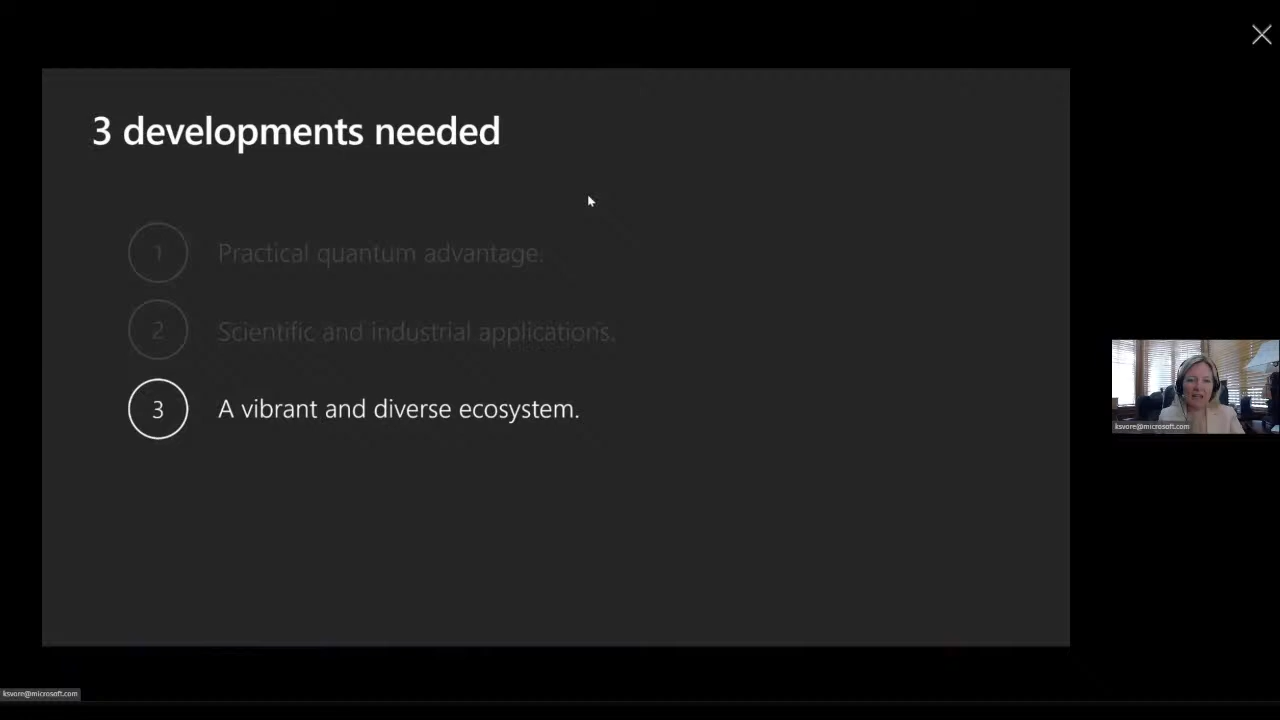 3 developments needed
1
Practical quantum advantage.
2
Scientific and industrial applications.
3
A vibrant and diverse ecosystem.
ksvore@microsoft.com
ksvore@microsoft.com